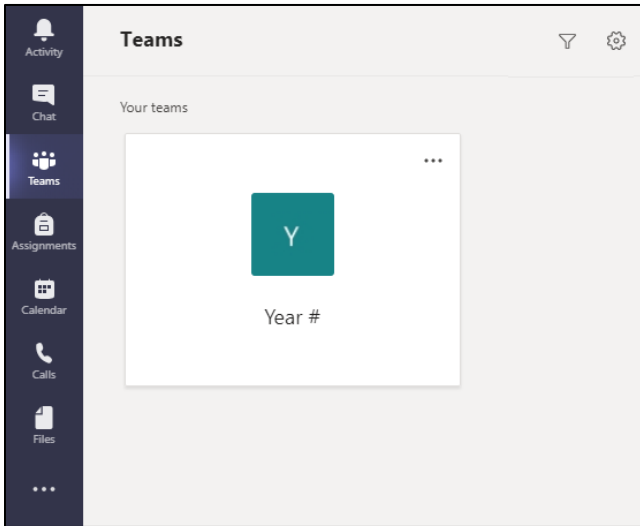 Activity
Chat
Teams
Assignments
Calendar
Calls
Files
Teams
Your teams
Y
Year #